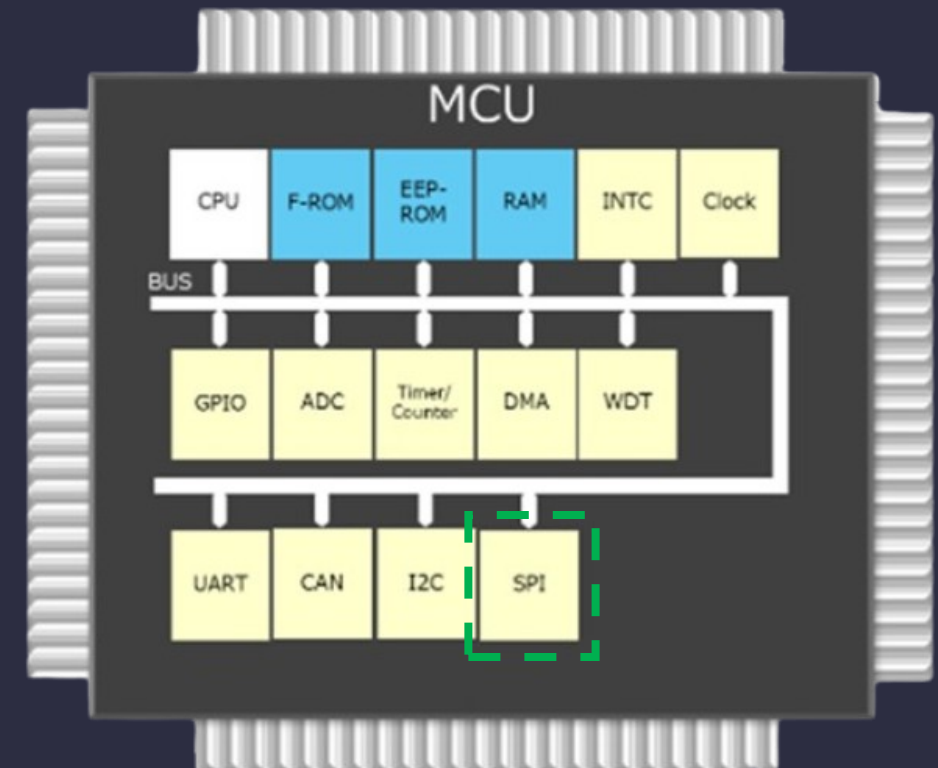 MCU
CPU
F-ROM
EEP-
ROM
RAM
INTC
Clock
BUS
GPIO
ADC
Timer/
Counter
DMA
WDT
UART
CAN
I2C
SPI